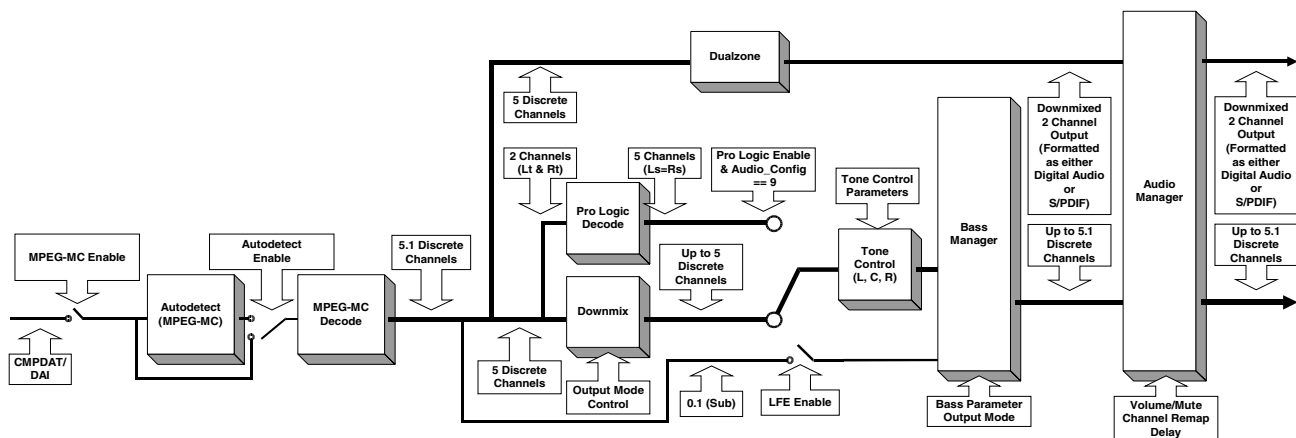 Dualzone
5 Discrete
Channels
Downmixed
2 Channel
Output
(Formatted
as either
Digital Audio
or
S/PDIF)
Downmixed
2 Channel
Output
(Formatted
as either
Digital Audio
or
S/PDIF)
2 Channels
(Lt & Rt)
5 Channels
(Ls=Rs)
Pro Logic Enable
& Audio_Config
== 9
Tone Control
Parameters
Pro Logic
Decode
Bass
Manager
Audio
Manager
MPEG-MC Enable
Autodetect
Enable
5.1 Discrete
Channels
Up to 5
Discrete
Channels
Tone
Control
(L, C, R)
Up to 5.1
Discrete
Channels
Up to 5.1
Discrete
Channels
Autodetect
(MPEG-MC)
MPEG-MC
Decode
Downmix
CMPDAT/
DAI
5 Discrete
Channels
Output Mode
Control
0.1 (Sub)
LFE Enable
Bass Parameter
Output Mode
Volume/Mute
Channel Remap
Delay